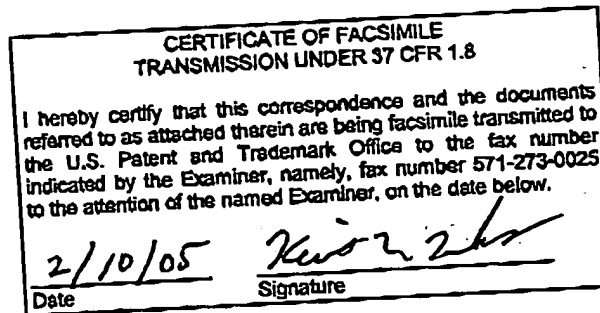 CERTIFICATE OF FACSIMILE
TRANSMISSION UNDER 37 CFR 1.8
I hereby certify that this correspondence and the documents
referred to as attached therein are being facsimile transmitted to
the U.S. Patent and Trademark Office to the fax number
indicated by the Examiner, namely, fax number 571-273-0025
to the attention of the named Examiner, on the date below.
2/10/05
Date Signature